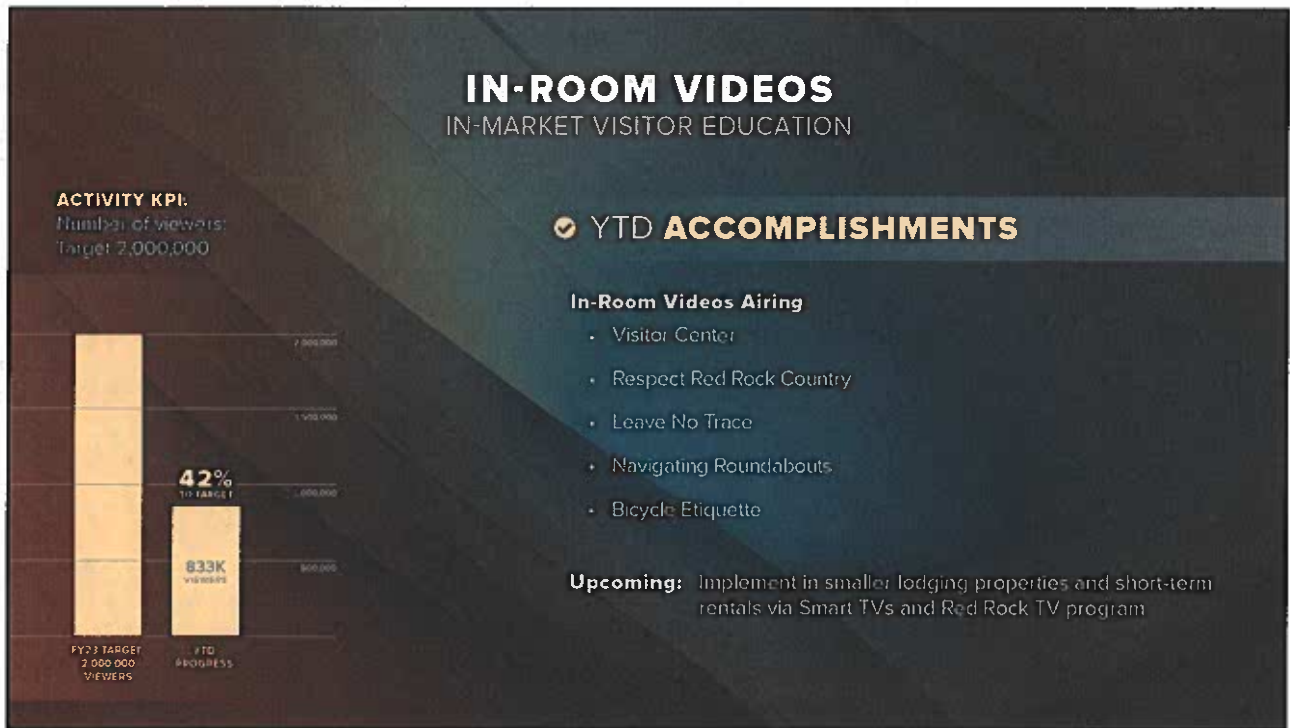 IN-ROOM VIDEOS
IN-MARKET VISITOR EDUCATION
ACTIVITY KPI:
Number of viewers:
Target 2,000,000
2,000,000
1,500,000
1,000,000
500,000
42%
TO TARGET
833K
VIEWERS
FY23 TARGET
2,000,000
VIEWERS
YTD
PROGRESS
YTD ACCOMPLISHMENTS
In-Room Videos Airing
• Visitor Center
• Respect Red Rock Country
• Leave No Trace
• Navigating Roundabouts
• Bicycle Etiquette
Upcoming: Implement in smaller lodging properties and short-term
rentals via Smart TVs and Red Rock TV program